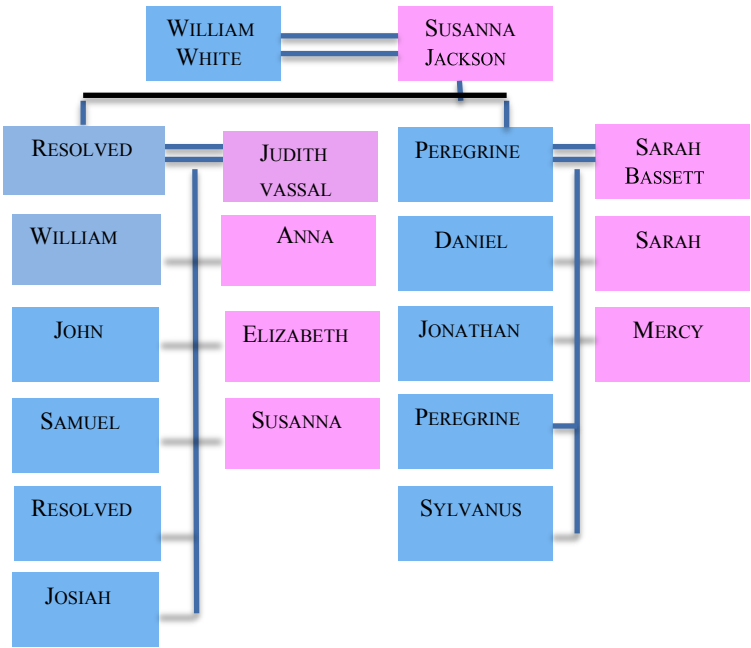 WILLIAM
WHITE
SUSANNA
JACKSON
RESOLVED
JUDITH
VASSAL
PEREGRINE
SARAH
BASSETT
WILLIAM
ANNA
DANIEL
SARAH
JOHN
ELIZABETH
JONATHAN
MERCY
SAMUEL
SUSANNA
PEREGRINE
RESOLVED
SYLVANUS
JOSIAH